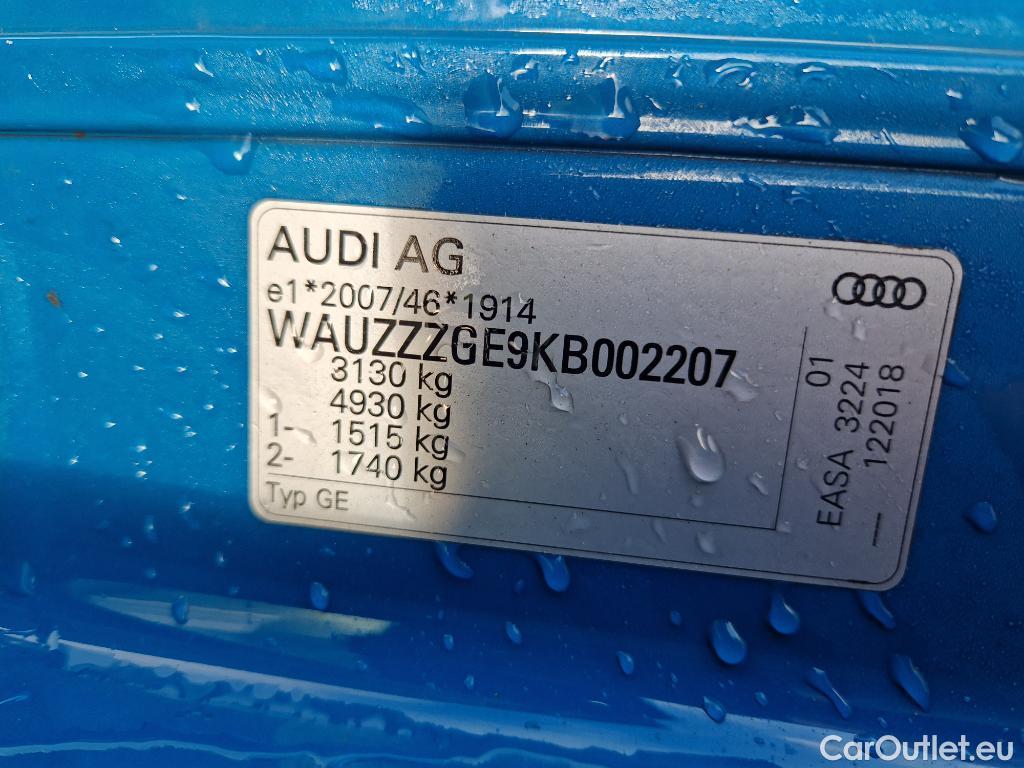 AUDI AG
e1*2007/46*1914
WAUZZZGE9KB002207
3130 kg
4930 kg
1- 1515 kg
2- 1740 kg
Typ GE
EASA 3224 01
— 122018
CarOutlet.eu